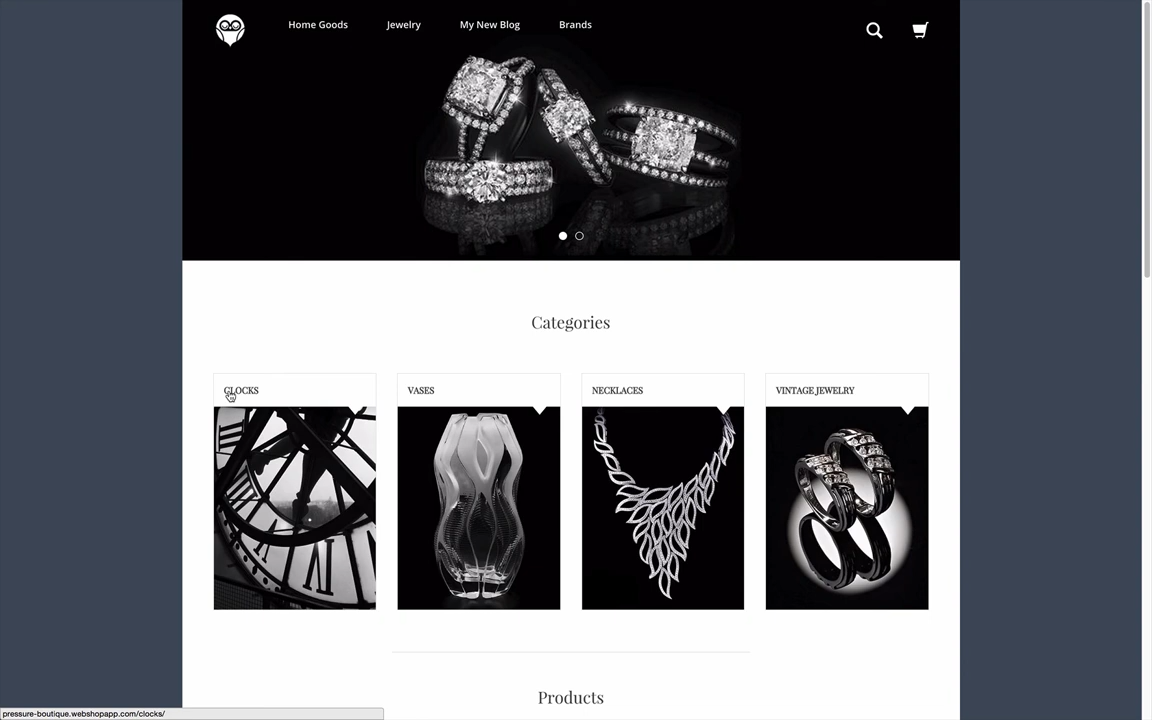 Home Goods Jewelry My New Blog Brands
Categories
CLOCKS VASES NECKLACES VINTAGE JEWELRY
Products
pressure-boutique.webshopapp.com/clocks/